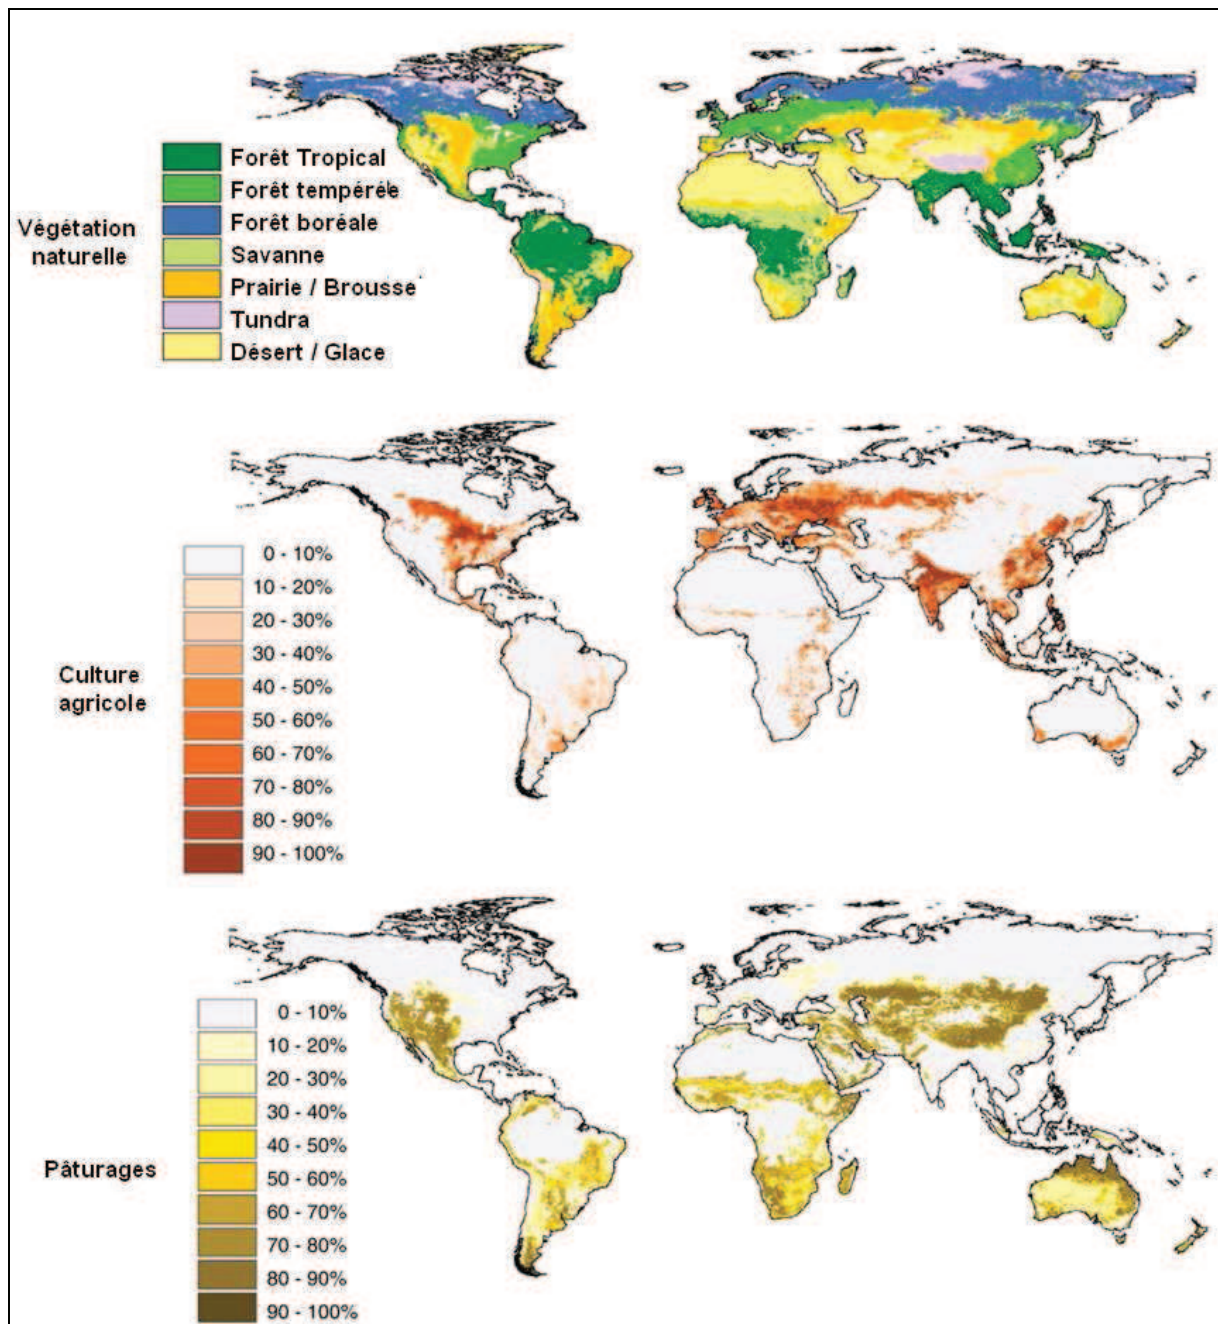 Végétation
naturelle
Forêt Tropical
Forêt tempérée
Forêt boréale
Savanne
Prairie / Brousse
Tundra
Désert / Glace
Culture
agricole
0 - 10%
10 - 20%
20 - 30%
30 - 40%
40 - 50%
50 - 60%
60 - 70%
70 - 80%
80 - 90%
90 - 100%
Pâturages
0 - 10%
10 - 20%
20 - 30%
30 - 40%
40 - 50%
50 - 60%
60 - 70%
70 - 80%
80 - 90%
90 - 100%